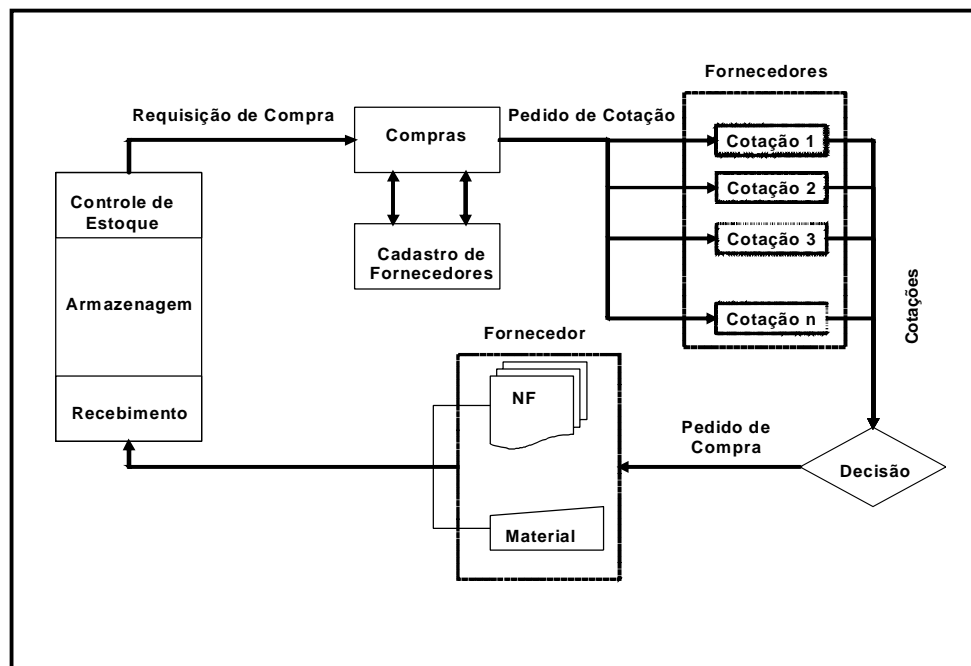 Fornecedores
Requisição de Compra
Pedido de Cotação
Compras
Cotação 1
Cotação 2
Cotação 3
Cotação n
Cotações
Controle de
Estoque
Cadastro de
Fornecedores
Armazenagem
Recebimento
Fornecedor
NF
Material
Pedido de
Compra
Decisão